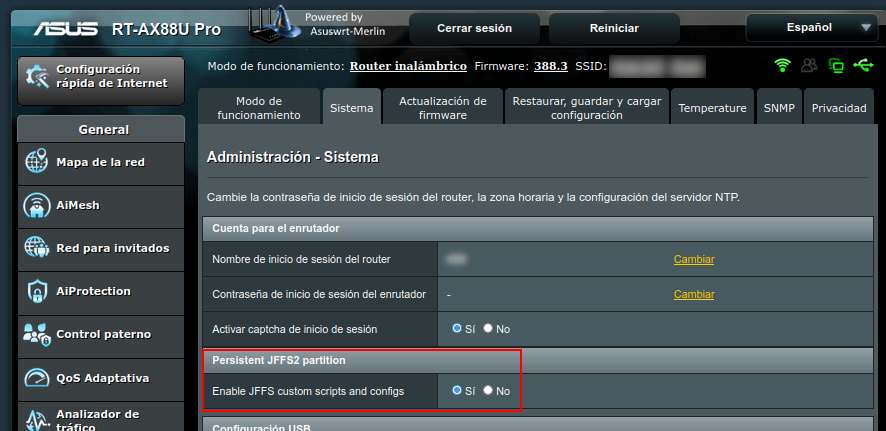 ASUS RT-AX88U Pro
Powered by
Asuswrt-Merlin
Cerrar sesión
Reiniciar
Español
Configuración
rápida de Internet
Modo de funcionamiento: Router inalámbrico Firmware: 388.3 SSID:
Modo de
funcionamiento
Sistema
Actualización de
firmware
Restaurar, guardar y cargar
configuración
Temperature
SNMP
Privacidad
General
Mapa de la red
AiMesh
Red para invitados
AiProtection
Control paterno
QoS Adaptativa
Analizador de
tráfico
Administración - Sistema
Cambie la contraseña de inicio de sesión del router, la zona horaria y la configuración del servidor NTP.
Cuenta para el enrutador
Nombre de inicio de sesión del router Cambiar
Contraseña de inicio de sesión del enrutador - Cambiar
Activar captcha de inicio de sesión Sí No
Persistent JFFS2 partition
Enable JFFS custom scripts and configs Sí No
Configuración USB